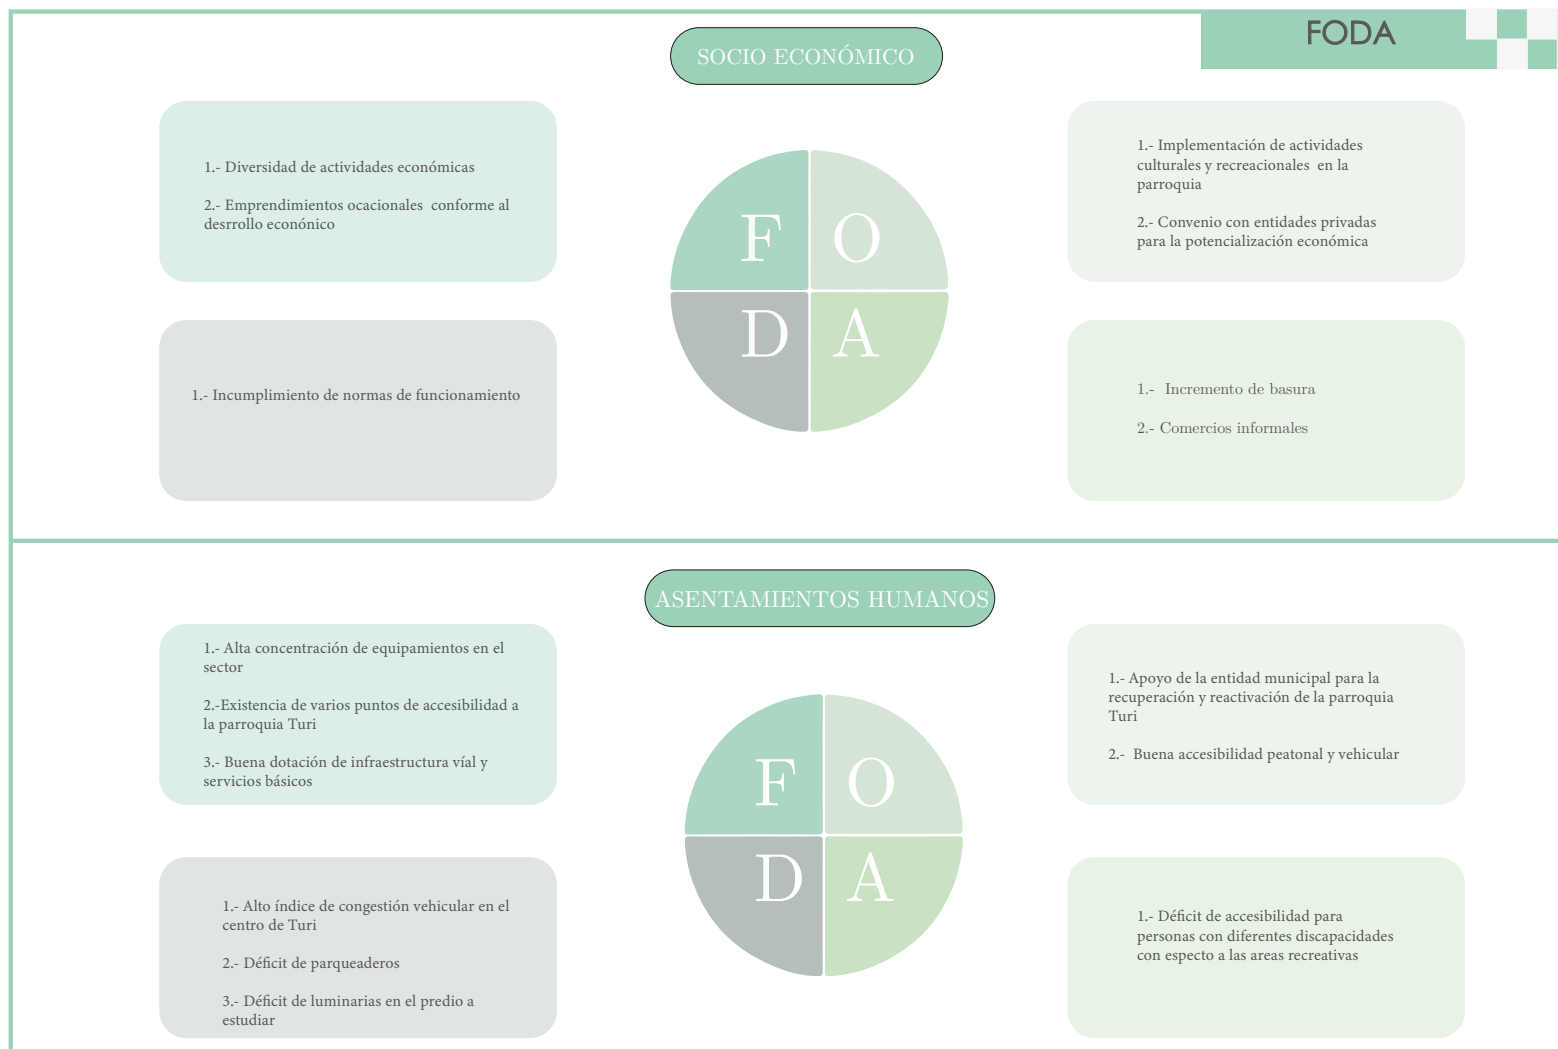 FODA
SOCIO ECONÓMICO
1.- Diversidad de actividades económicas
2.- Emprendimientos ocacionales  conforme al
desrrollo econónico
F
O
D
A
1.- Implementación de actividades
culturales y recreacionales  en la
parroquia
2.- Convenio con entidades privadas
para la potencialización económica
1.- Incumplimiento de normas de funcionamiento
1.-  Incremento de basura
2.- Comercios informales
ASENTAMIENTOS HUMANOS
1.- Alta concentración de equipamientos en el
sector
2.-Existencia de varios puntos de accesibilidad a
la parroquia Turi
3.- Buena dotación de infraestructura víal y
servicios básicos
F
O
D
A
1.- Apoyo de la entidad municipal para la
recuperación y reactivación de la parroquia
Turi
2.-  Buena accesibilidad peatonal y vehicular
1.- Alto índice de congestión vehicular en el
centro de Turi
2.- Déficit de parqueaderos
3.- Déficit de luminarias en el predio a
estudiar
1.- Déficit de accesibilidad para
personas con diferentes discapacidades
con especto a las areas recreativas